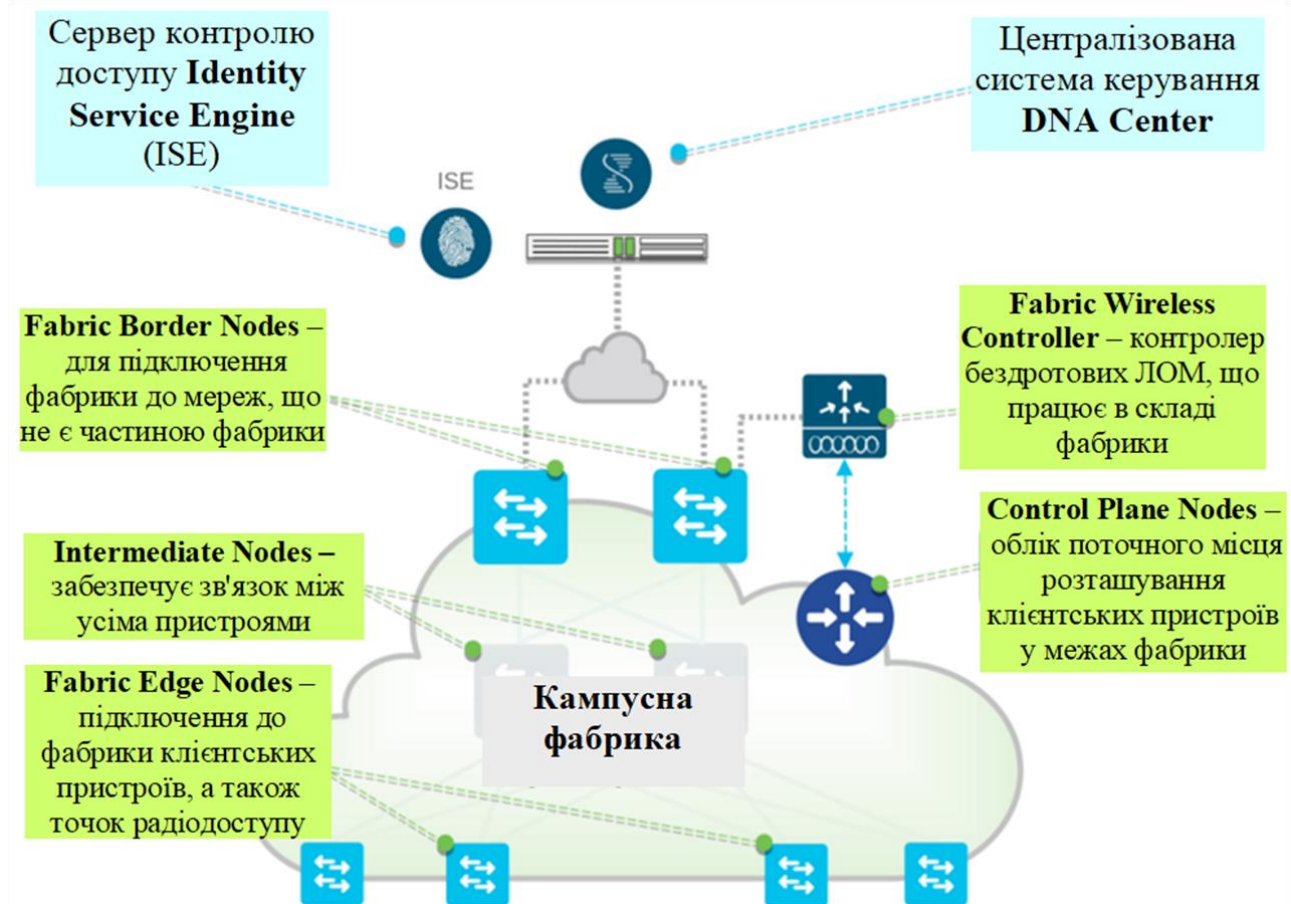 Сервер контролю
доступу Identity
Service Engine
(ISE)
Централізована
система керування
DNA Center
ISE
Fabric Border Nodes –
для підключення
фабрики до мереж, що
не є частиною фабрики
Fabric Wireless
Controller – контролер
бездротових ЛОМ, що
працює в складі
фабрики
Intermediate Nodes –
забезпечує зв'язок між
усіма пристроями
Control Plane Nodes –
облік поточного місця
розташування
клієнтських пристроїв
у межах фабрики
Fabric Edge Nodes –
підключення до
фабрики клієнтських
пристроїв, а також
точок радіодоступу
Кампусна
фабрика